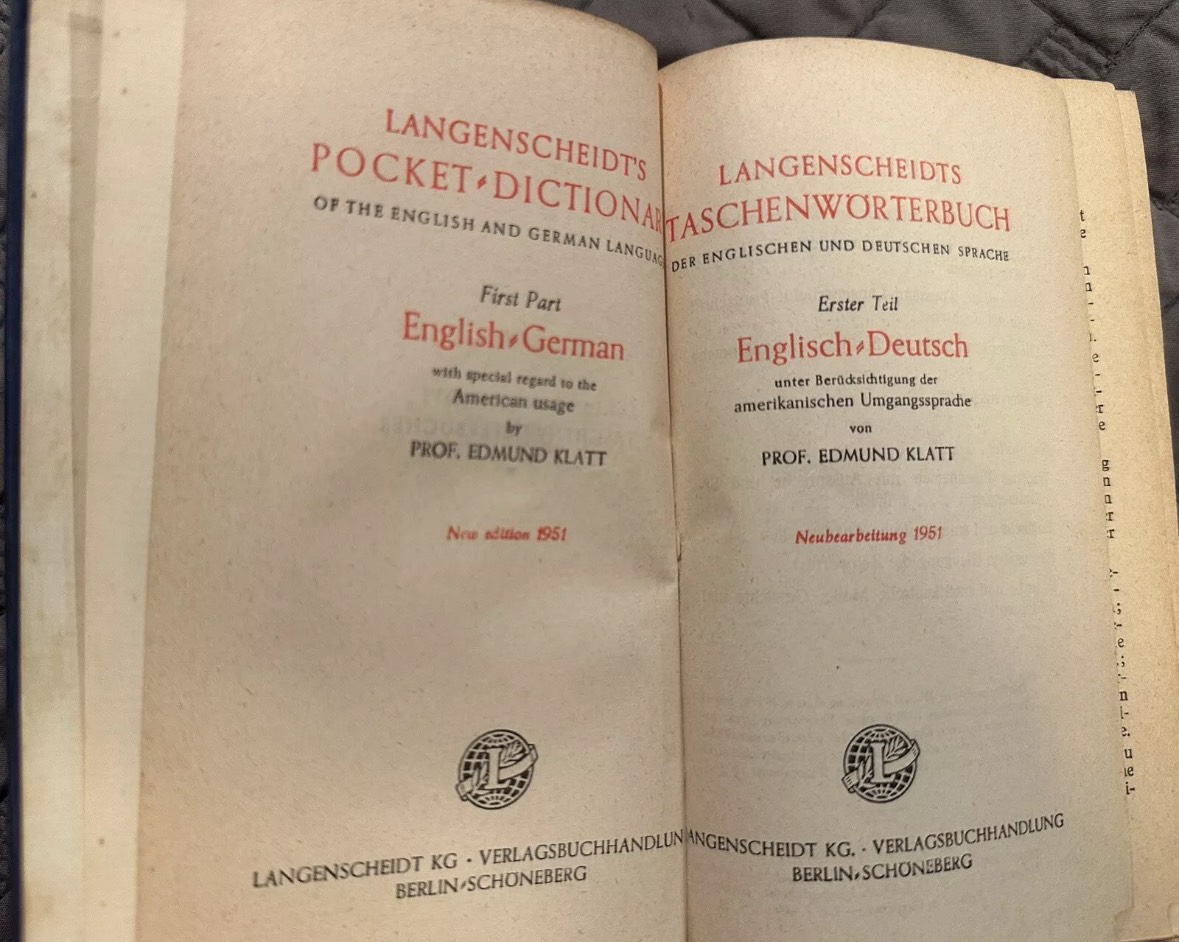 LANGENSCHEIDT'S
POCKET-DICTIONAR
OF THE ENGLISH AND GERMAN LANGUAG
First Part
English-German
with special regard to the
American usage
by
PROF. EDMUND KLATT
New edition 1951
L
LANGENSCHEIDT KG · VERLAGSBUCHHANDLUN
BERLIN-SCHÖNEBERG
LANGENSCHEIDTS
TASCHENWÖRTERBUCH
DER ENGLISCHEN UND DEUTSCHEN SPRACHE
Erster Teil
Englisch-Deutsch
unter Berücksichtigung der
amerikanischen Umgangssprache
von
PROF. EDMUND KLATT
Neubearbeitung 1951
L
ANGENSCHEIDT KG. · VERLAGSBUCHHANDLUNG
BERLIN-SCHÖNEBERG